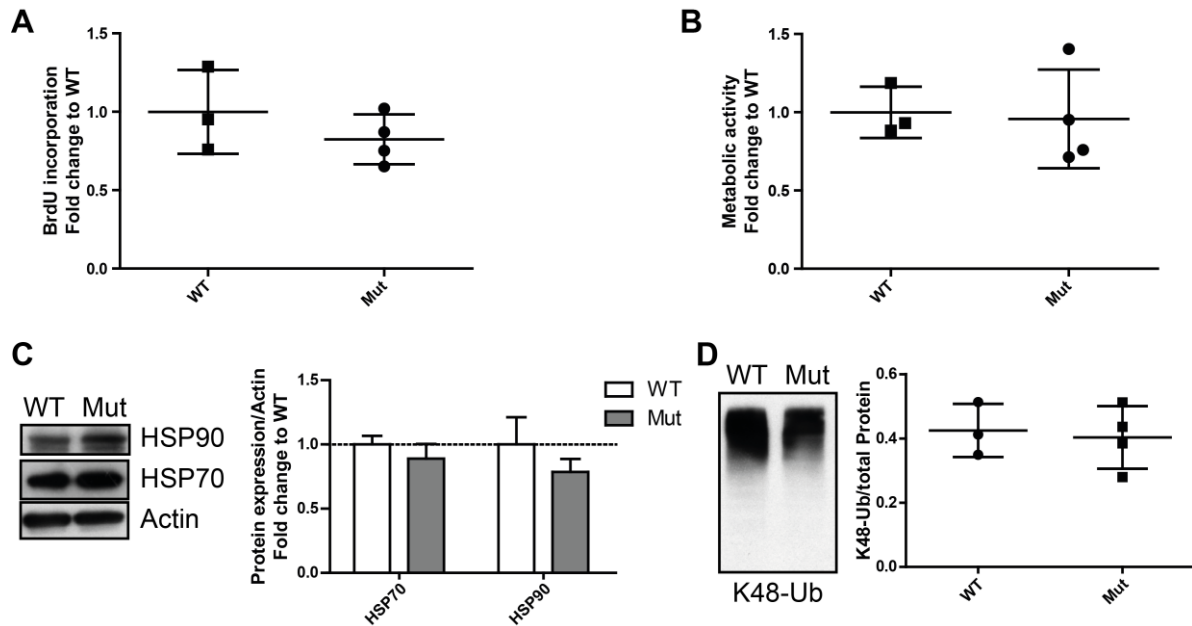 A
BrdU incorporation
Fold change to WT
1.5
1.0
0.5
0.0
WT
Mut
B
Metabolic activity
Fold change to WT
1.5
1.0
0.5
0.0
WT
Mut
C
WT Mut
HSP90
HSP70
Actin
Protein expression/Actin
Fold change to WT
1.5
1.0
0.5
0.0
HSP70
HSP90
WT
Mut
D
WT Mut
K48-Ub
K48-Ub/total Protein
0.6
0.4
0.2
0.0
WT
Mut